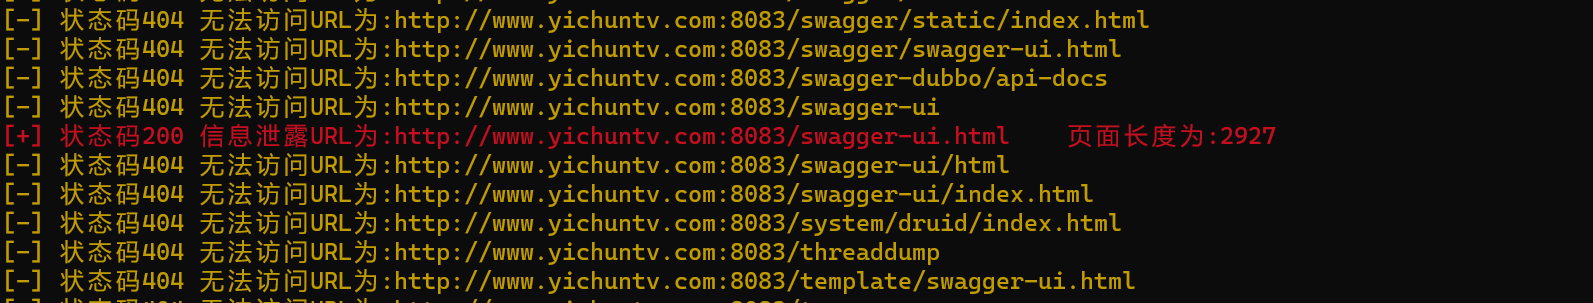 [-] 状态码404 无法访问URL为:http://www.yichuntv.com:8083/swagger/static/index.html
[-] 状态码404 无法访问URL为:http://www.yichuntv.com:8083/swagger/swagger-ui.html
[-] 状态码404 无法访问URL为:http://www.yichuntv.com:8083/swagger-dubbo/api-docs
[-] 状态码404 无法访问URL为:http://www.yichuntv.com:8083/swagger-ui
[+] 状态码200 信息泄露URL为:http://www.yichuntv.com:8083/swagger-ui.html    页面长度为:2927
[-] 状态码404 无法访问URL为:http://www.yichuntv.com:8083/swagger-ui/html
[-] 状态码404 无法访问URL为:http://www.yichuntv.com:8083/swagger-ui/index.html
[-] 状态码404 无法访问URL为:http://www.yichuntv.com:8083/system/druid/index.html
[-] 状态码404 无法访问URL为:http://www.yichuntv.com:8083/threaddump
[-] 状态码404 无法访问URL为:http://www.yichuntv.com:8083/template/swagger-ui.html